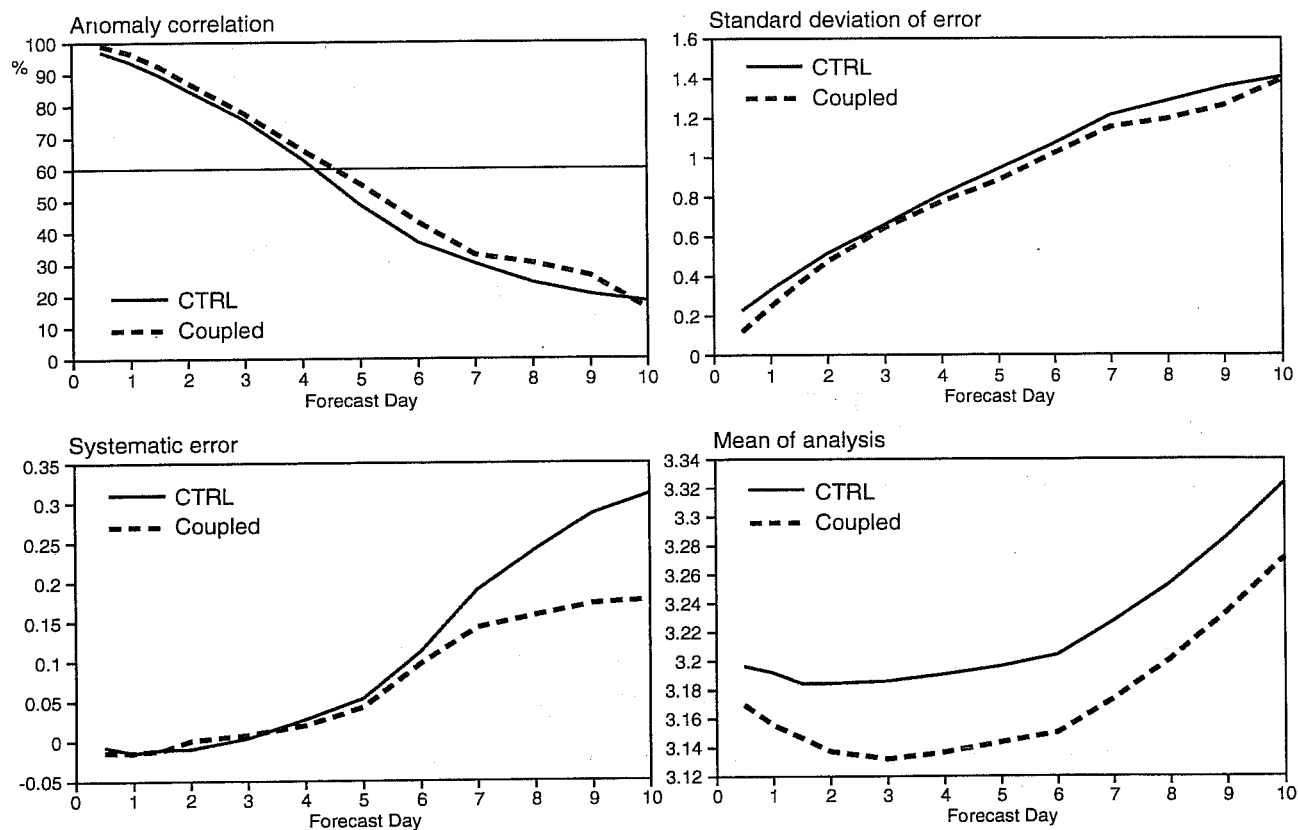 Anomaly correlation
100
%
90
80
70
60
50
40
30
20
10
0
CTRL
Coupled
0 1 2 3 4 5 6 7 8 9 10
Forecast Day
Standard deviation of error
1.6
1.4
1.2
1
0.8
0.6
0.4
0.2
0
CTRL
Coupled
0 1 2 3 4 5 6 7 8 9 10
Forecast Day
Systematic error
0.35
0.3
0.25
0.2
0.15
0.1
0.05
0
-0.05
CTRL
Coupled
0 1 2 3 4 5 6 7 8 9 10
Forecast Day
Mean of analysis
3.34
3.32
3.3
3.28
3.26
3.24
3.22
3.2
3.18
3.16
3.14
3.12
CTRL
Coupled
0 1 2 3 4 5 6 7 8 9 10
Forecast Day